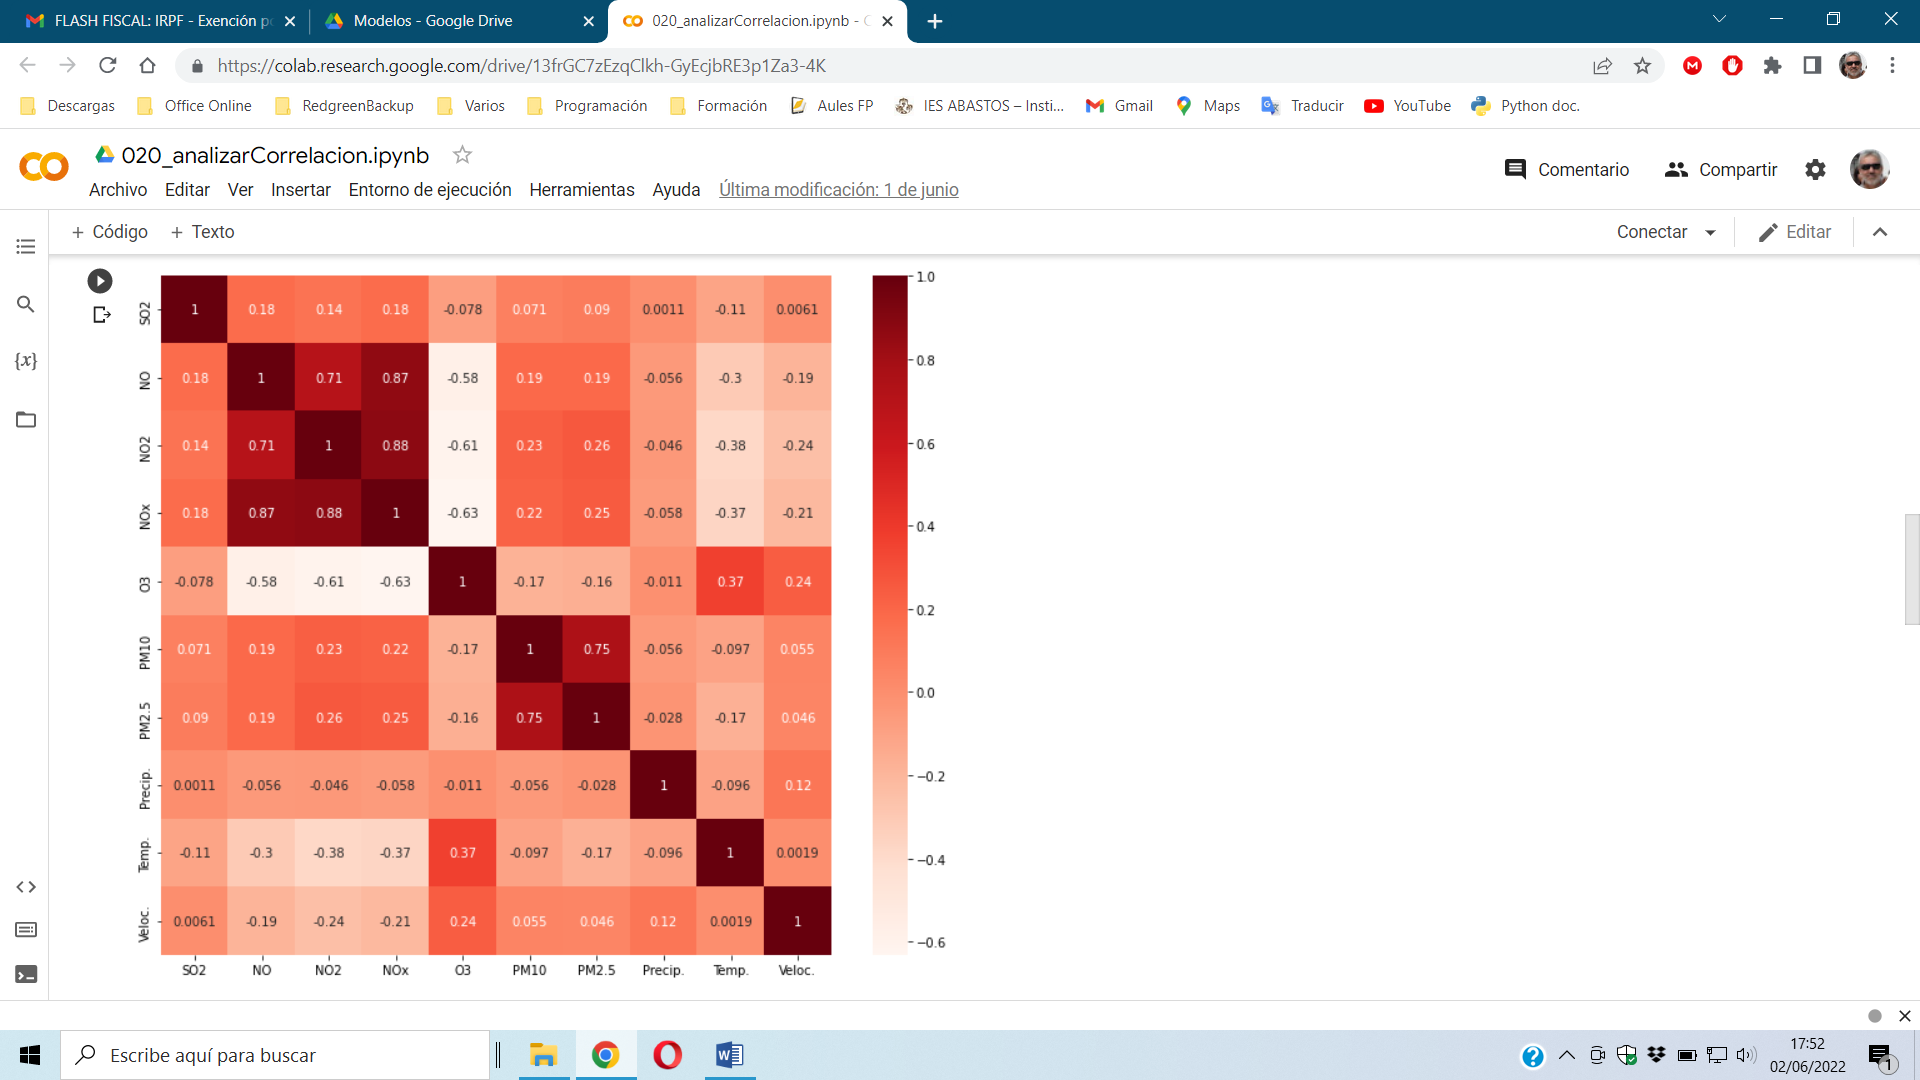 FLASH FISCAL: IRPF - Exención p
Modelos - Google Drive
020_analizarCorrelacion.ipynb - C
https://colab.research.google.com/drive/13frGC7zEzqClkh-GyEcjbRE3p1Za3-4K
Descargas Office Online RedgreenBackup Varios Programación Formación Aules FP IES ABASTOS – Insti... Gmail Maps Traducir YouTube Python doc.
020_analizarCorrelacion.ipynb
Archivo Editar Ver Insertar Entorno de ejecución Herramientas Ayuda Última modificación: 1 de junio
Comentario Compartir
+ Código + Texto
Conectar Editar
SO2 1 0.18 0.14 0.18 -0.078 0.071 0.09 0.0011 -0.11 0.0061
NO 0.18 1 0.71 0.87 -0.58 0.19 0.19 -0.056 -0.3 -0.19
NO2 0.14 0.71 1 0.88 -0.61 0.23 0.26 -0.046 -0.38 -0.24
NOx 0.18 0.87 0.88 1 -0.63 0.22 0.25 -0.058 -0.37 -0.21
O3 -0.078 -0.58 -0.61 -0.63 1 -0.17 -0.16 -0.011 0.37 0.24
PM10 0.071 0.19 0.23 0.22 -0.17 1 0.75 -0.056 -0.097 0.055
PM2.5 0.09 0.19 0.26 0.25 -0.16 0.75 1 -0.028 -0.17 0.046
Precip. 0.0011 -0.056 -0.046 -0.058 -0.011 -0.056 -0.028 1 -0.096 0.12
Temp. -0.11 -0.3 -0.38 -0.37 0.37 -0.097 -0.17 -0.096 1 0.0019
Veloc. 0.0061 -0.19 -0.24 -0.21 0.24 0.055 0.046 0.12 0.0019 1
SO2 NO NO2 NOx O3 PM10 PM2.5 Precip. Temp. Veloc.
1.0
0.8
0.6
0.4
0.2
0.0
−0.2
−0.4
−0.6
{x}
Escribe aquí para buscar
17:52
02/06/2022
1